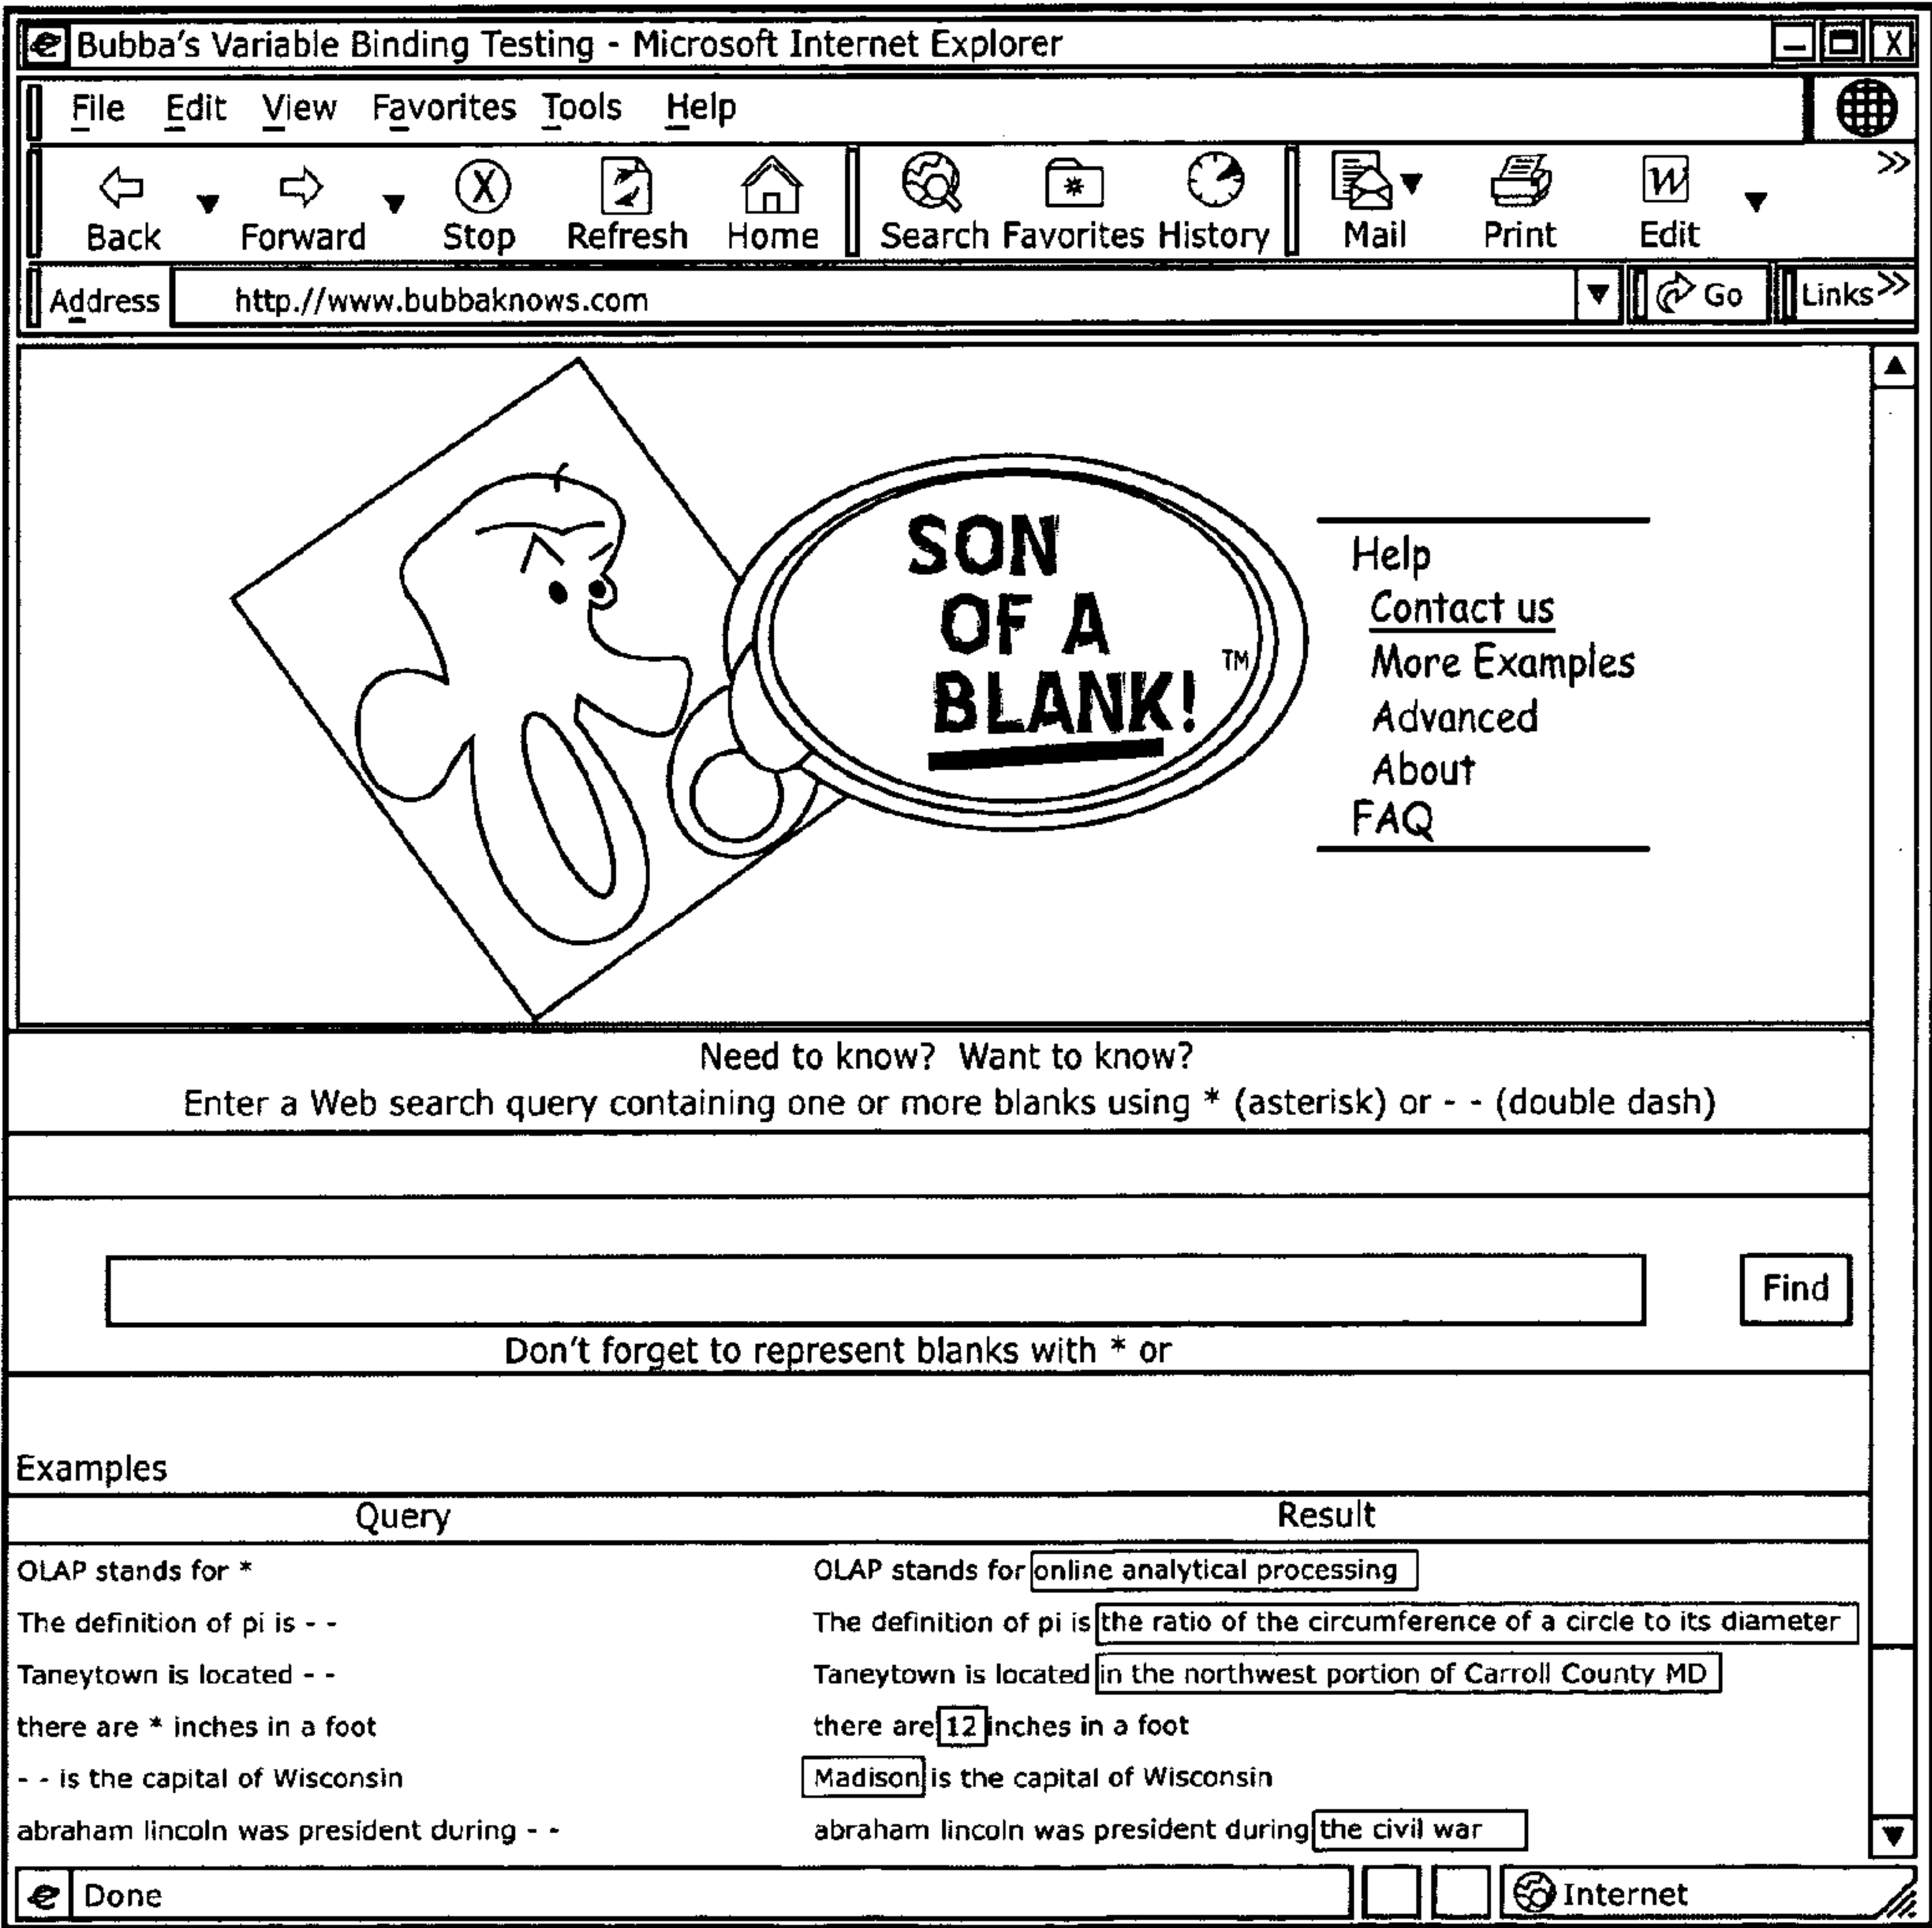 Bubba's Variable Binding Testing - Microsoft Internet Explorer
File Edit View Favorites Tools Help
Back Forward Stop Refresh Home Search Favorites History Mail Print Edit
Address http.//www.bubbaknows.com Go Links
SON
OF A
BLANK!
TM
Help
Contact us
More Examples
Advanced
About
FAQ
Need to know? Want to know?
Enter a Web search query containing one or more blanks using * (asterisk) or - - (double dash)
Find
Don't forget to represent blanks with * or
Examples
Query Result
OLAP stands for * OLAP stands for online analytical processing
The definition of pi is - - The definition of pi is the ratio of the circumference of a circle to its diameter
Taneytown is located - - Taneytown is located in the northwest portion of Carroll County MD
there are * inches in a foot there are 12 inches in a foot
- - is the capital of Wisconsin Madison is the capital of Wisconsin
abraham lincoln was president during - - abraham lincoln was president during the civil war
Done Internet